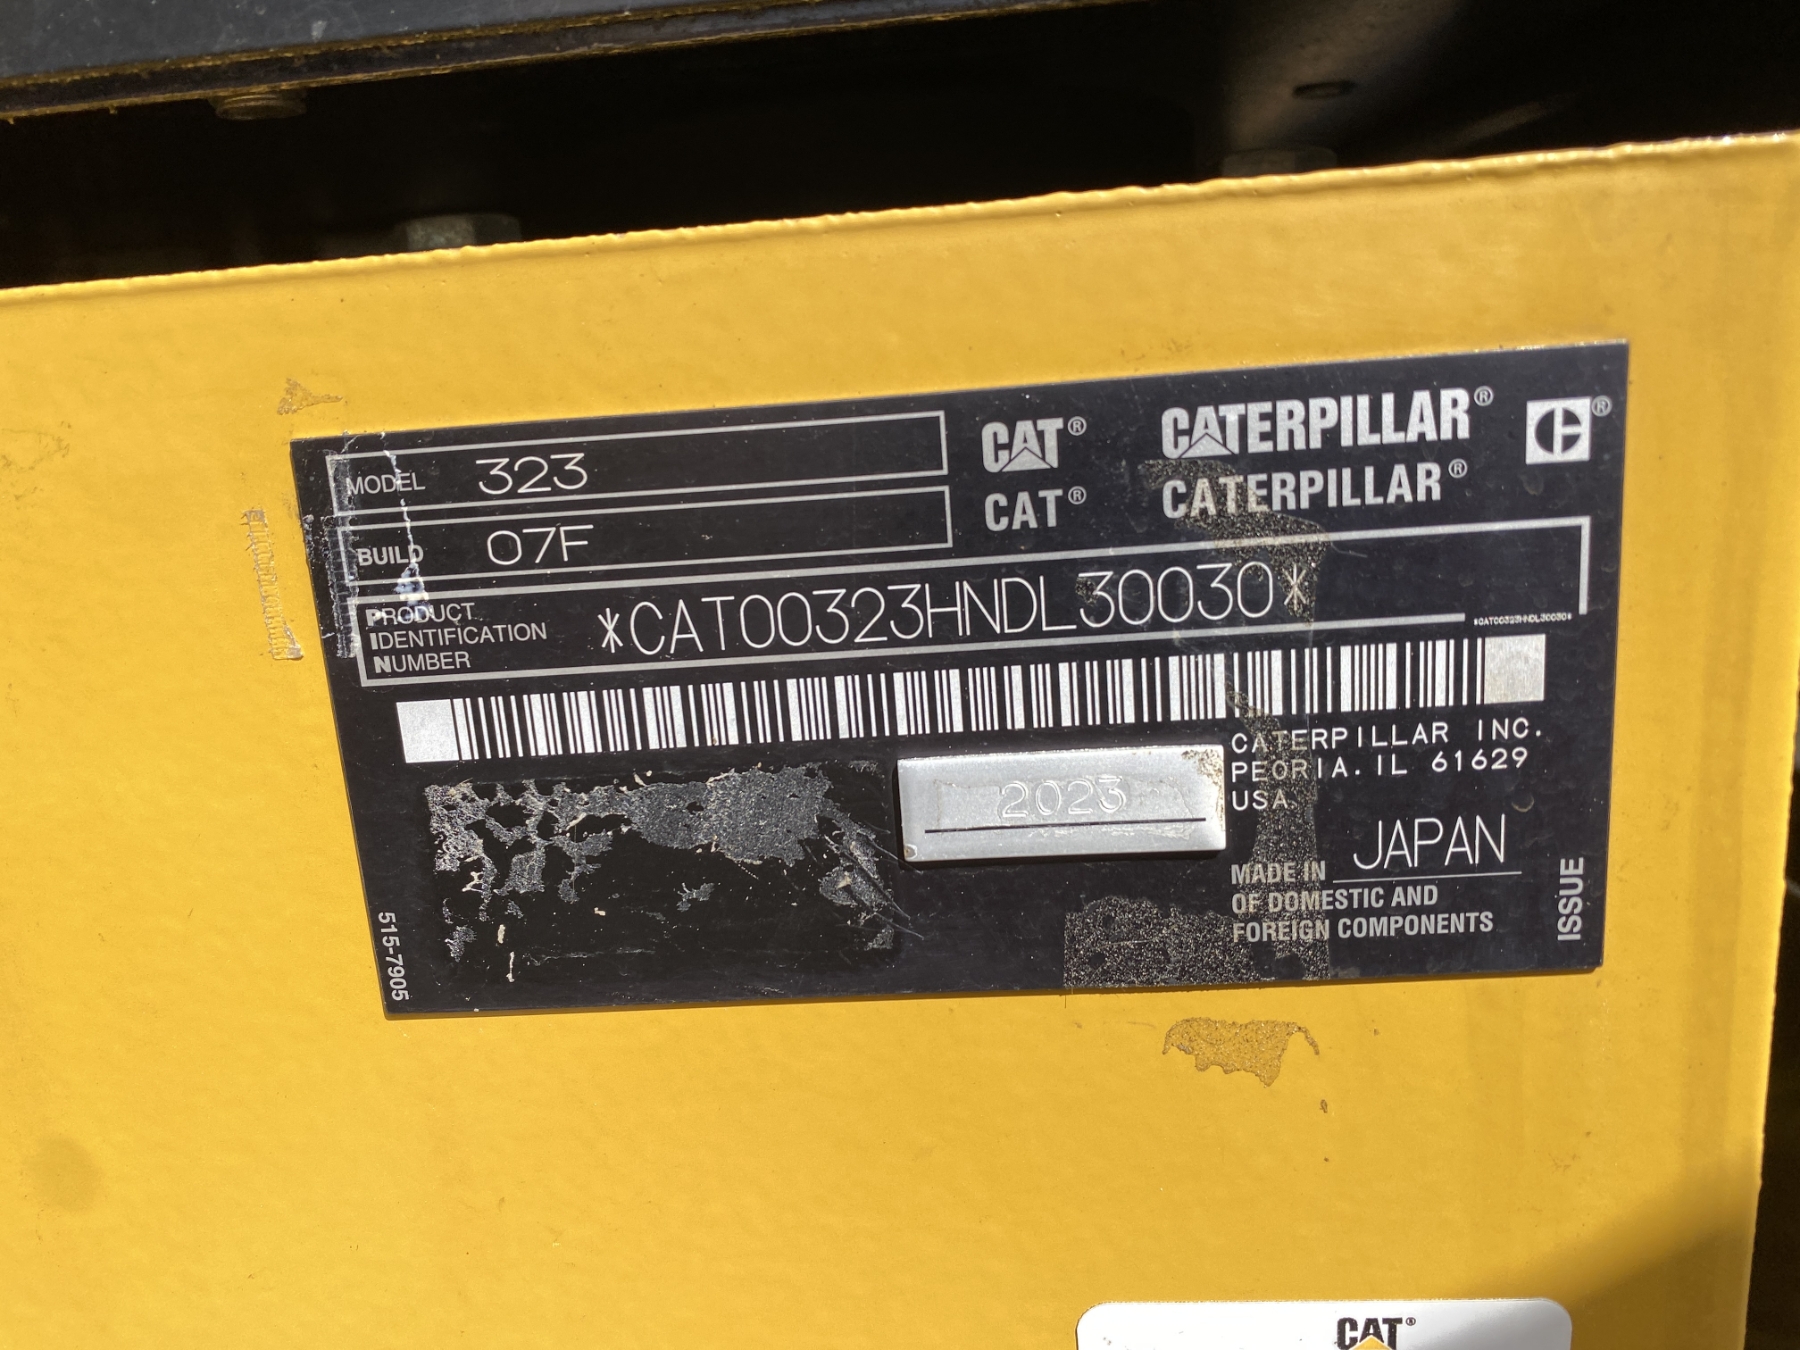 MODEL 323
BUILD 07F
CAT® CATERPILLAR®
CAT® CATERPILLAR®
PRODUCT
IDENTIFICATION
NUMBER
*CAT00323HNDL30030*
*CAT00323HNDL30030*
2023
CATERPILLAR INC.
PEORIA. IL 61629
USA
MADE IN JAPAN
OF DOMESTIC AND
FOREIGN COMPONENTS
ISSUE
515-7905
CAT®